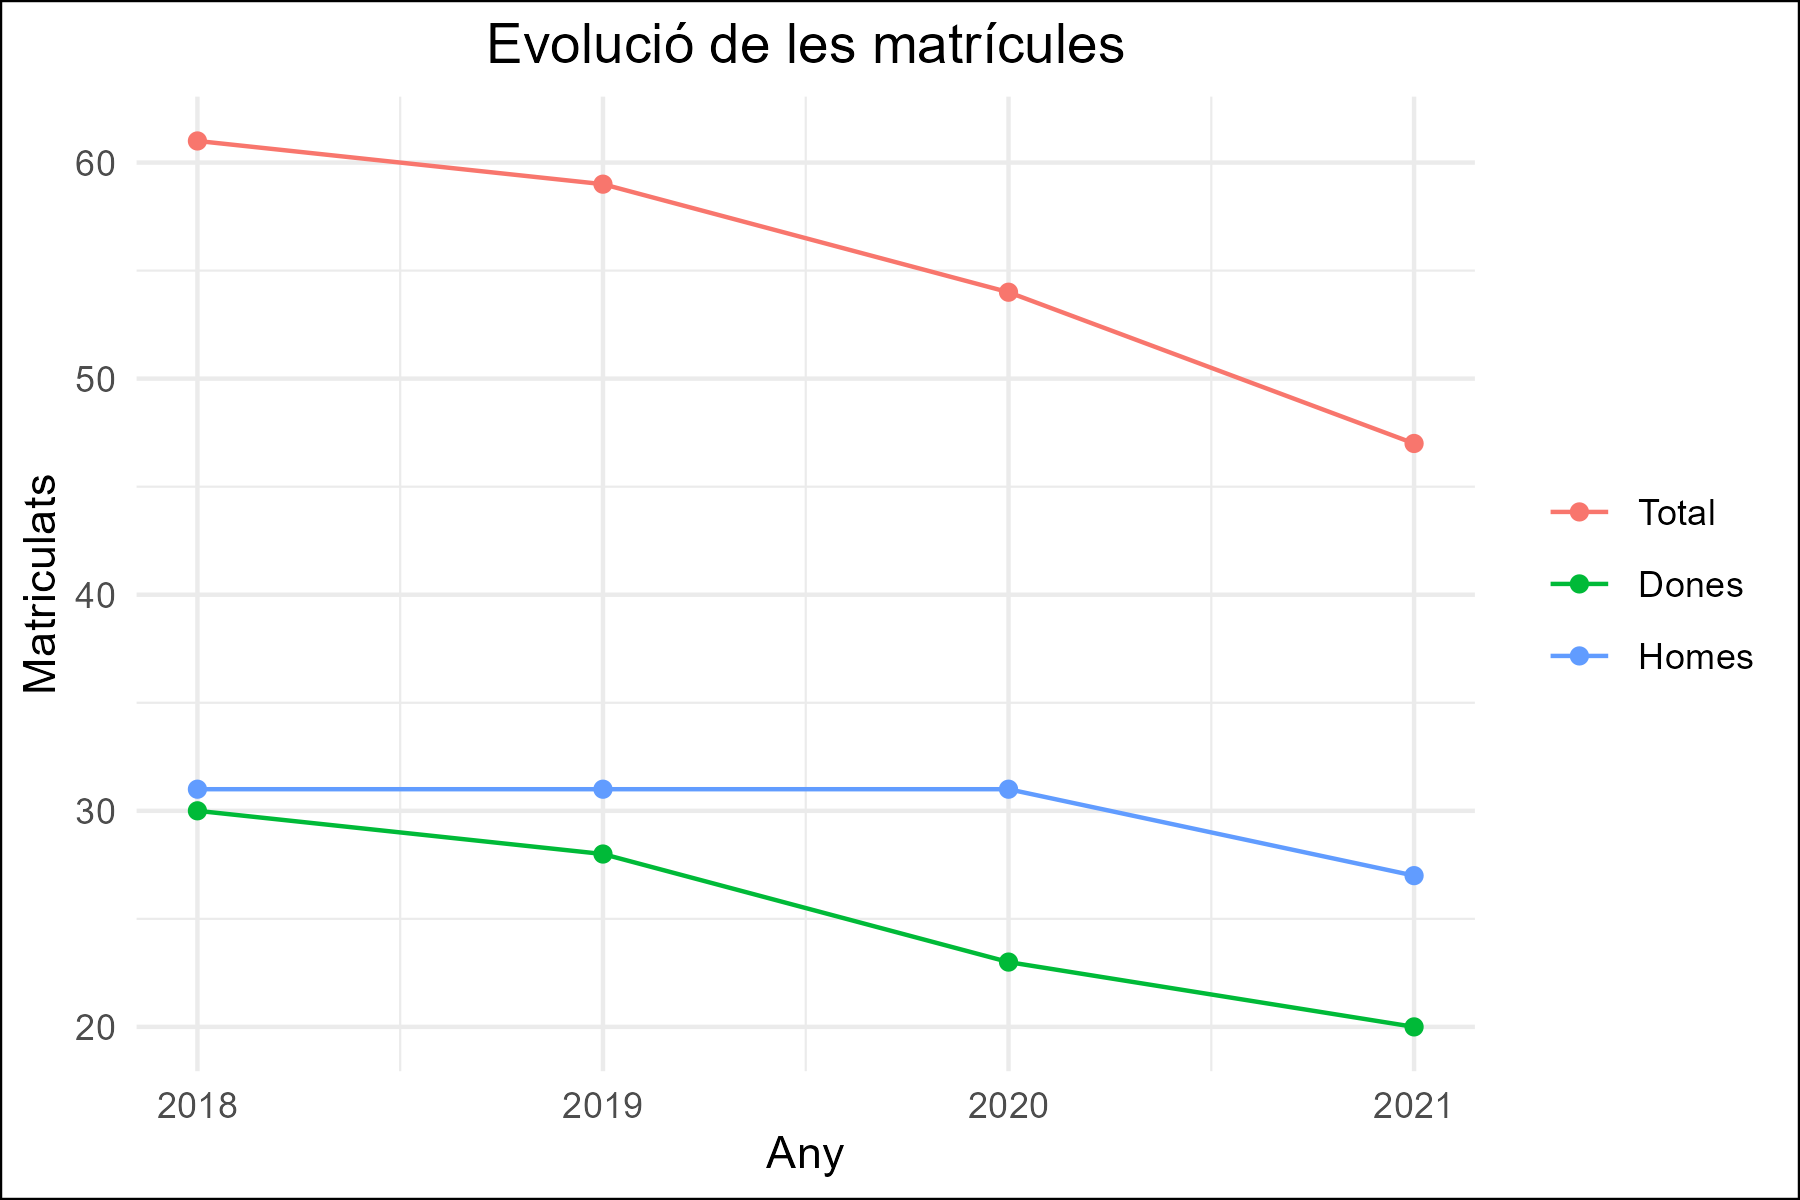 Evolució de les matrícules
Matriculats
60
50
40
30
20
2018 2019 2020 2021
Any
Total
Dones
Homes